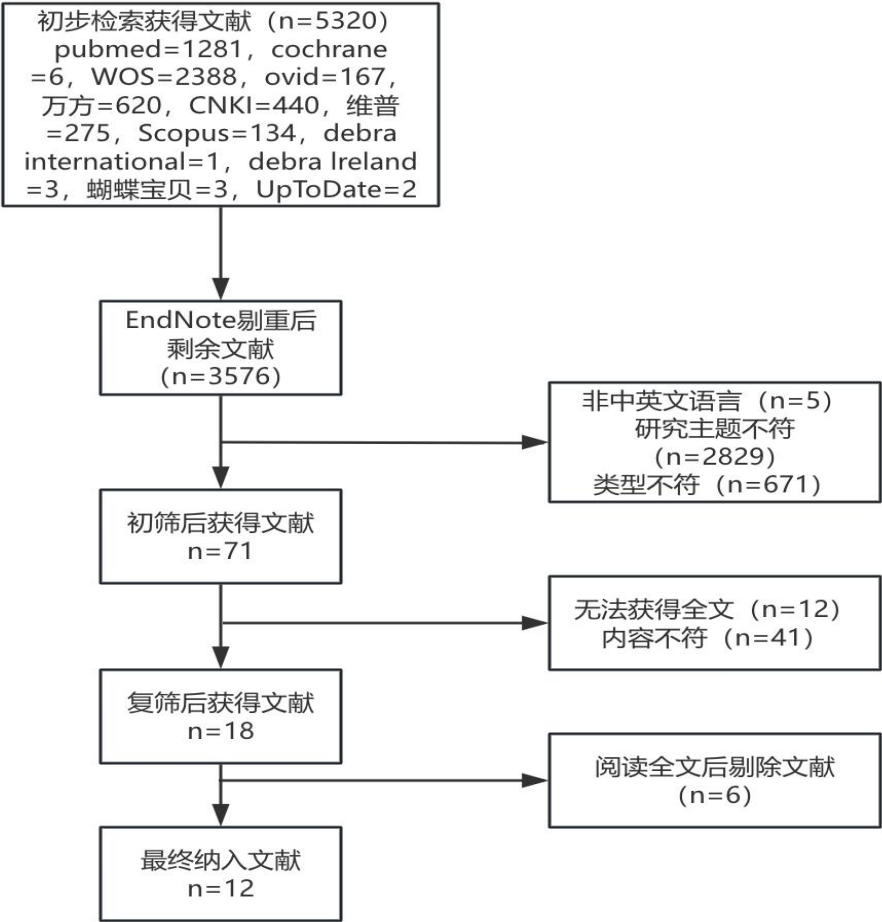 初步检索获得文献（n=5320）
pubmed=1281，cochrane
=6，WOS=2388，ovid=167，
万方=620，CNKI=440，维普
=275，Scopus=134，debra
international=1，debra lreland
=3，蝴蝶宝贝=3，UpToDate=2
EndNote剔重后
剩余文献
（n=3576）
非中英文语言（n=5）
研究主题不符
（n=2829）
类型不符（n=671）
初筛后获得文献
n=71
无法获得全文（n=12）
内容不符（n=41）
复筛后获得文献
n=18
阅读全文后剔除文献
（n=6）
最终纳入文献
n=12